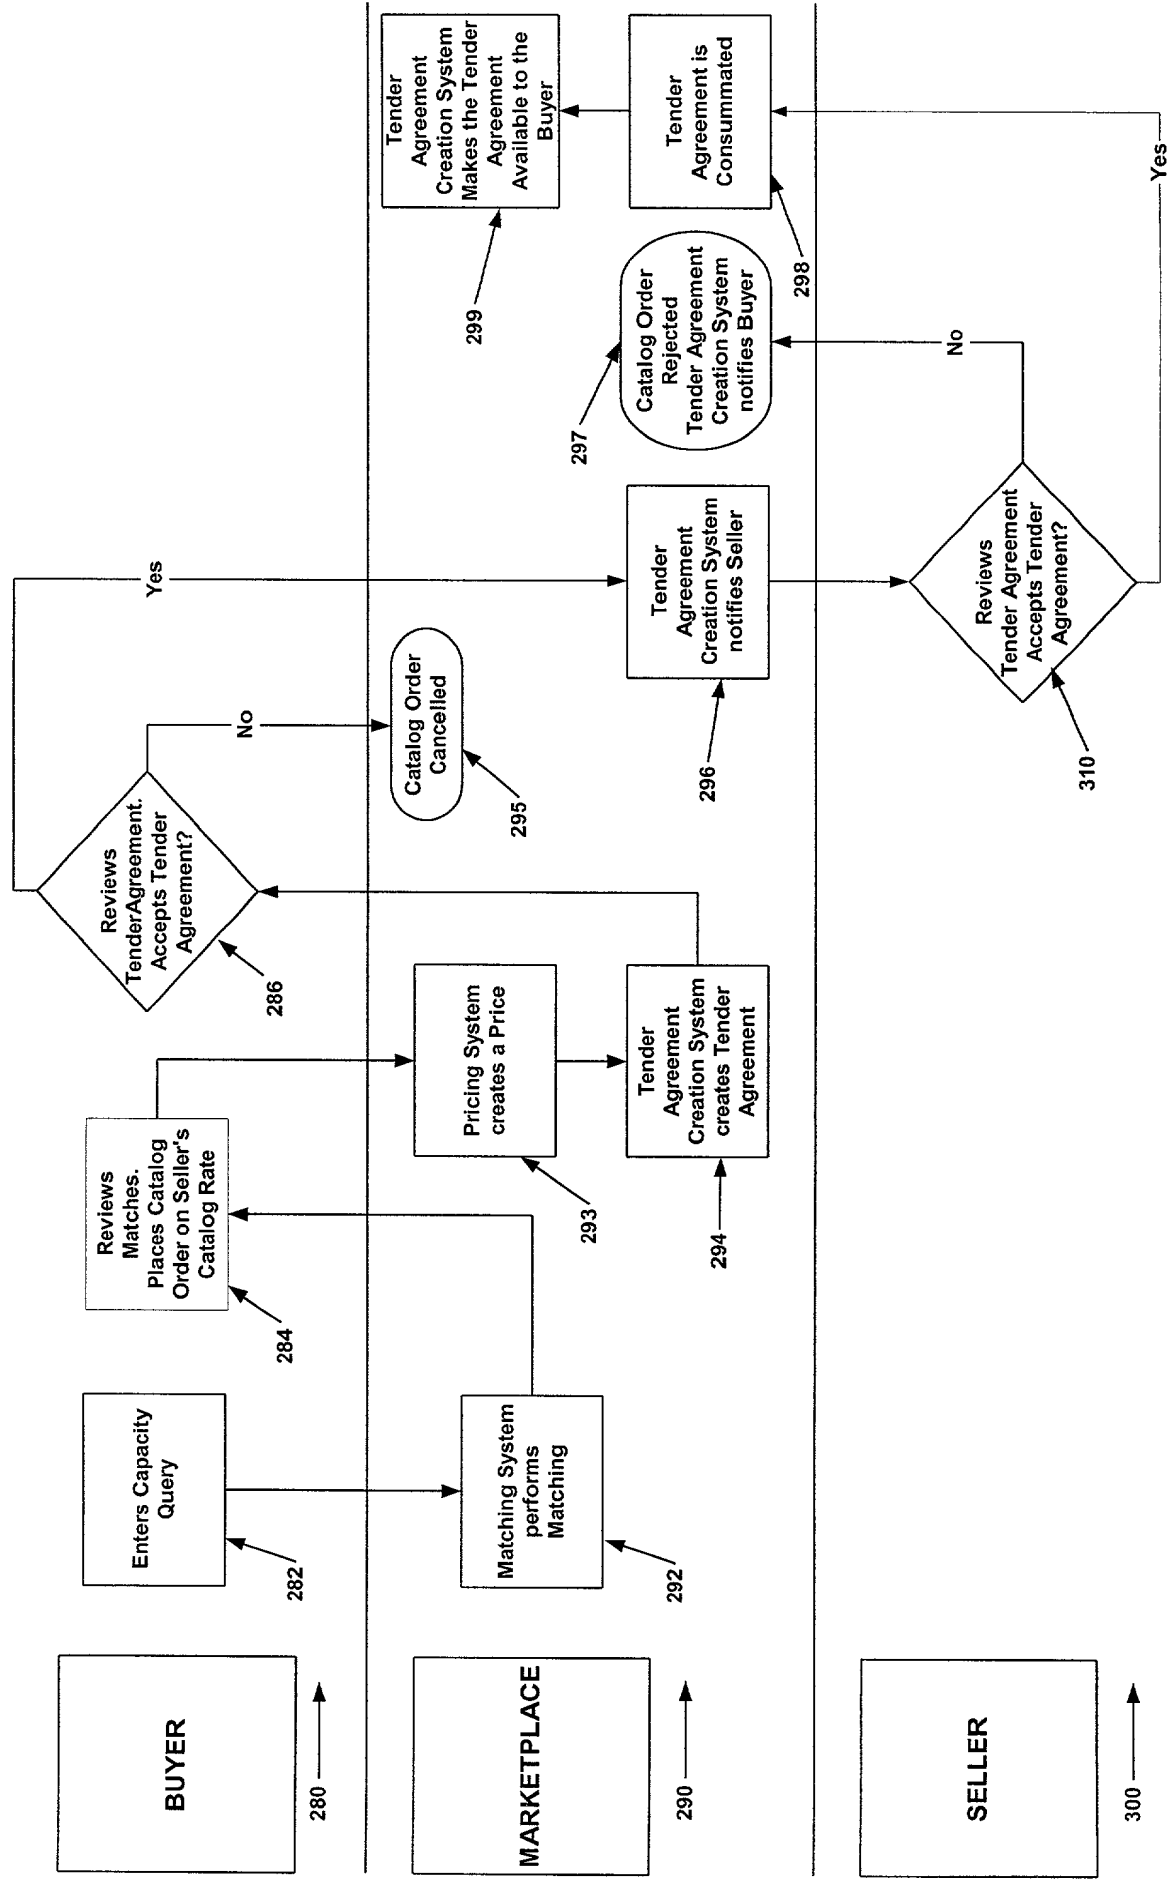 BUYER
280
Enters Capacity
Query
282
Reviews
Matches.
Places Catalog
Order on Seller's
Catalog Rate
284
Reviews
TenderAgreement.
Accepts Tender
Agreement?
286
Yes
No
MARKETPLACE
290
Matching System
performs
Matching
292
Pricing System
creates a Price
293
Tender
Agreement
Creation System
creates Tender
Agreement
294
Catalog Order
Cancelled
295
Tender
Agreement
Creation System
notifies Seller
296
Catalog Order
Rejected
Tender Agreement
Creation System
notifies Buyer
297
Tender
Agreement is
Consummated
298
Tender
Agreement
Creation System
Makes the Tender
Agreement
Available to the
Buyer
299
SELLER
300
Reviews
Tender Agreement
Accepts Tender
Agreement?
310
No
Yes